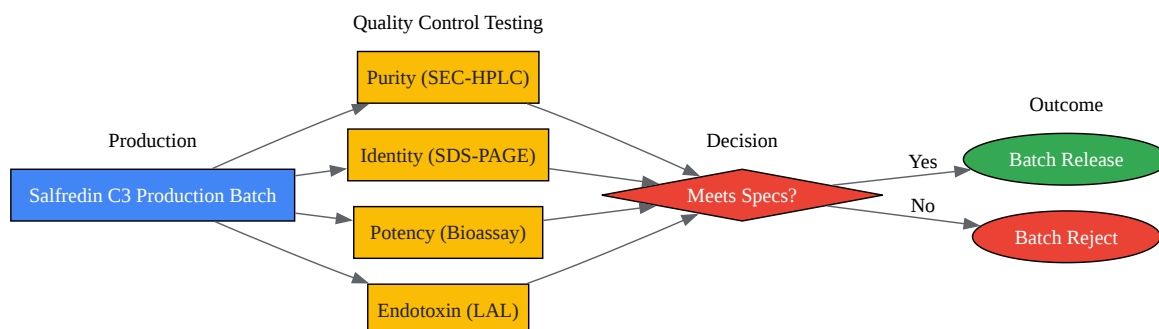 Quality Control Testing
Purity (SEC-HPLC)
Outcome
Production
Identity (SDS-PAGE)
Decision
Yes
Batch Release
Salfredin C3 Production Batch
Meets Specs?
No
Potency (Bioassay)
Batch Reject
Endotoxin (LAL)